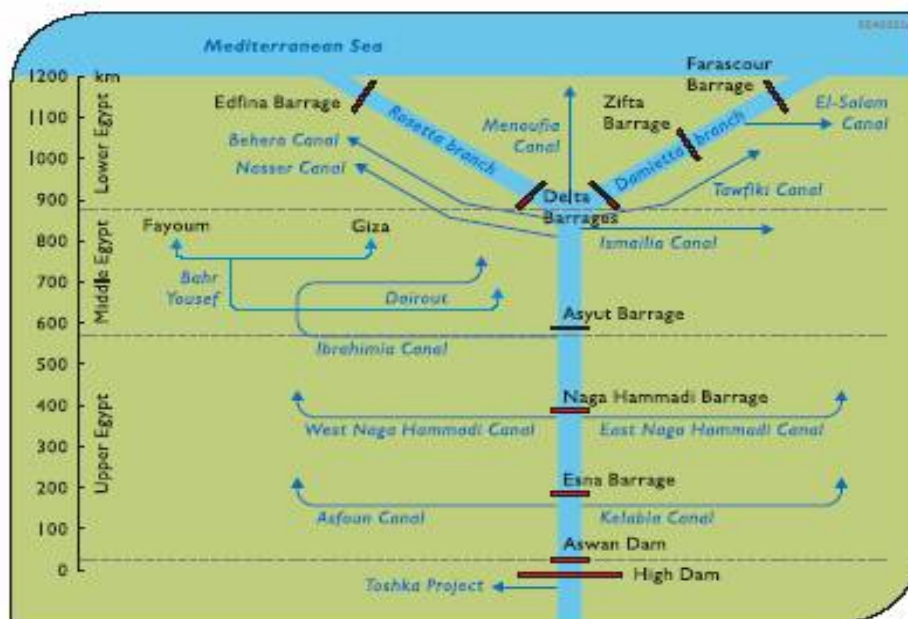 Mediterranean Sea
1200 km
1100
1000
900
800
700
600
500
400
300
200
100
0
Lower Egypt
Middle Egypt
Upper Egypt
Edfina Barrage
Rosetta branch
Behera Canal
Nasser Canal
Menoufia
Canal
Farascour
Barrage
Zifta
Barrage
Damietta branch
El-Salam
Canal
Tawfiki Canal
Delta
Barrages
Ismailia Canal
Fayoum
Giza
Bahr
Yousef
Dairout
Ibrahimia Canal
Asyut Barrage
Naga Hammadi Barrage
West Naga Hammadi Canal
East Naga Hammadi Canal
Esna Barrage
Asfoun Canal
Kelabia Canal
Aswan Dam
High Dam
Toshka Project